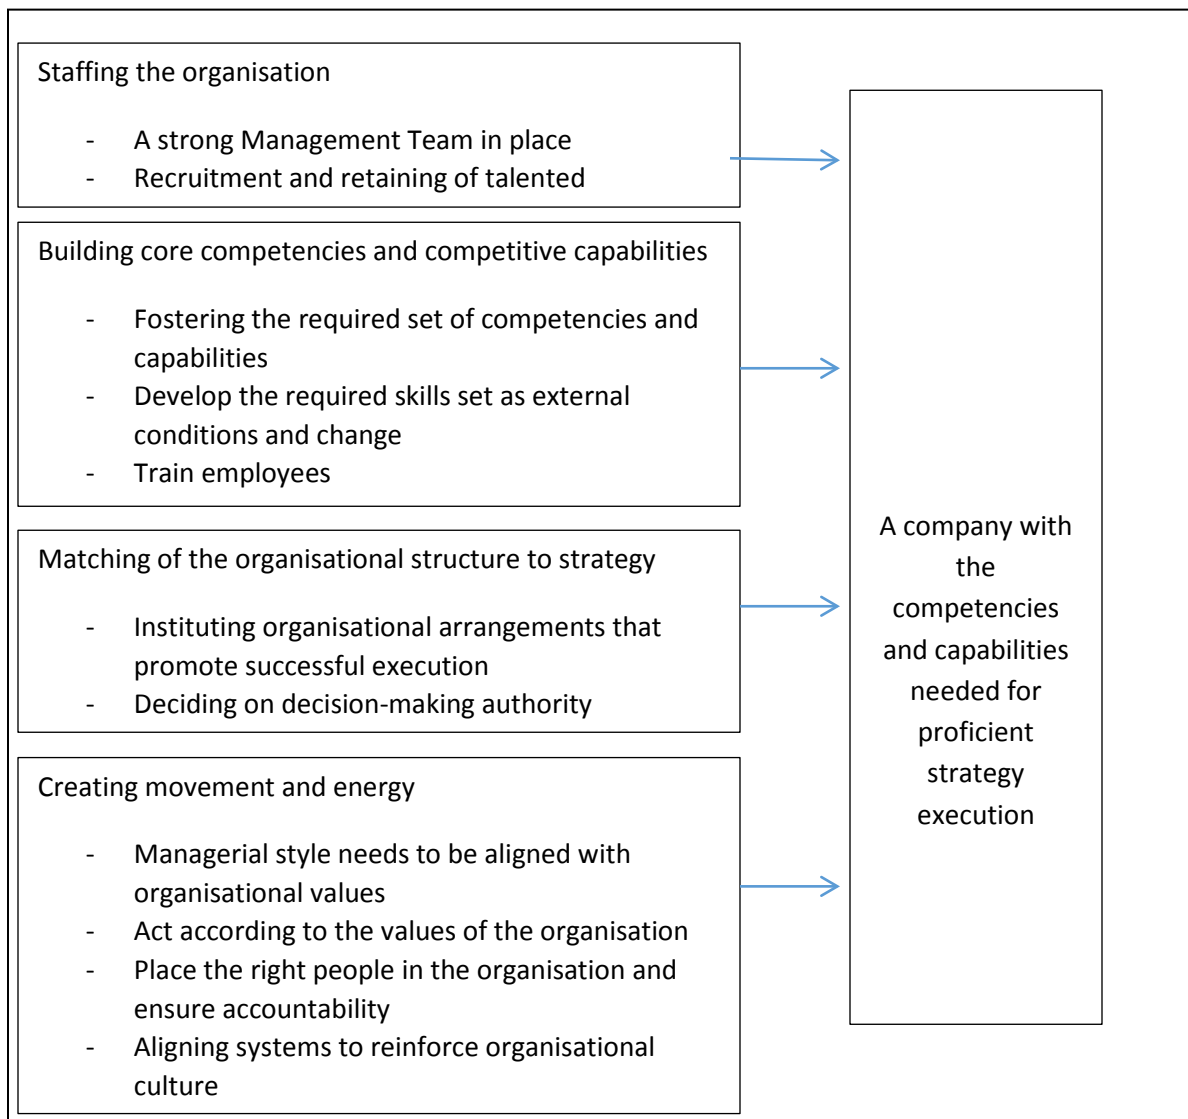 Staffing the organisation
- A strong Management Team in place
- Recruitment and retaining of talented
Building core competencies and competitive capabilities
- Fostering the required set of competencies and
capabilities
- Develop the required skills set as external
conditions and change
- Train employees
Matching of the organisational structure to strategy
- Instituting organisational arrangements that
promote successful execution
- Deciding on decision-making authority
Creating movement and energy
- Managerial style needs to be aligned with
organisational values
- Act according to the values of the organisation
- Place the right people in the organisation and
ensure accountability
- Aligning systems to reinforce organisational
culture
A company with
the
competencies
and capabilities
needed for
proficient
strategy
execution